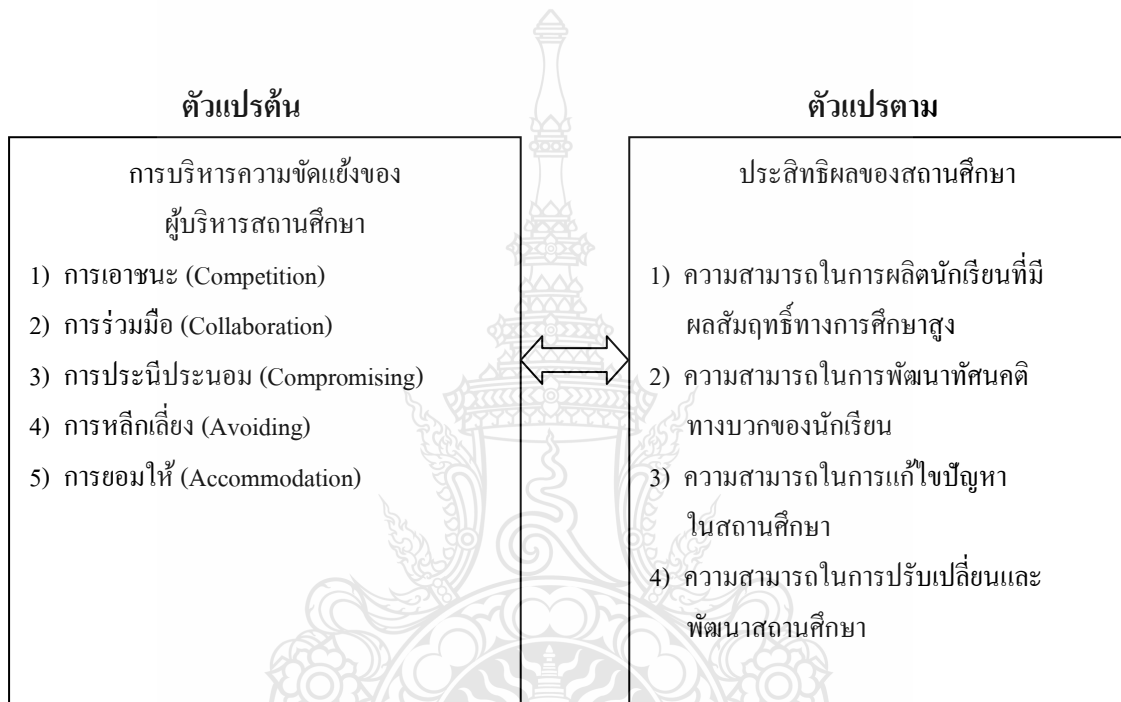 ตัวแปรต้น
การบริหารความขัดแย้งของ
ผู้บริหารสถานศึกษา
1) การเอาชนะ (Competition)
2) การร่วมมือ (Collaboration)
3) การประนีประนอม (Compromising)
4) การหลีกเลี่ยง (Avoiding)
5) การยอมให้ (Accommodation)
ตัวแปรตาม
ประสิทธิผลของสถานศึกษา
1) ความสามารถในการผลิตนักเรียนที่มี
ผลสัมฤทธิ์ทางการศึกษาสูง
2) ความสามารถในการพัฒนาทัศนคติ
ทางบวกของนักเรียน
3) ความสามารถในการแก้ไขปัญหา
ในสถานศึกษา
4) ความสามารถในการปรับเปลี่ยนและ
พัฒนาสถานศึกษา